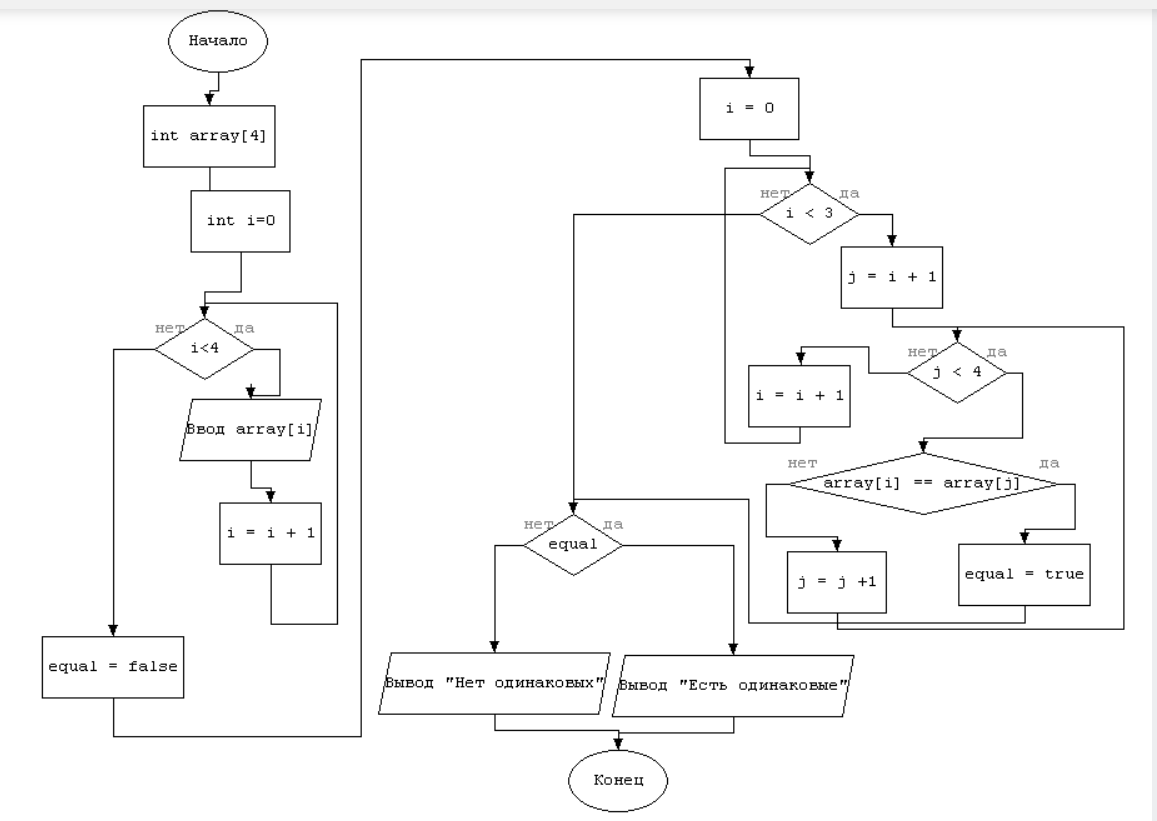 Начало
int array[4]
int i=0
нет
да
i<4
Ввод array[i]
i = i + 1
equal = false
i = 0
нет
да
i < 3
j = i + 1
нет
да
j < 4
i = i + 1
нет
да
array[i] == array[j]
j = j +1
equal = true
нет
да
equal
Вывод "Нет одинаковых"
Вывод "Есть одинаковые"
Конец